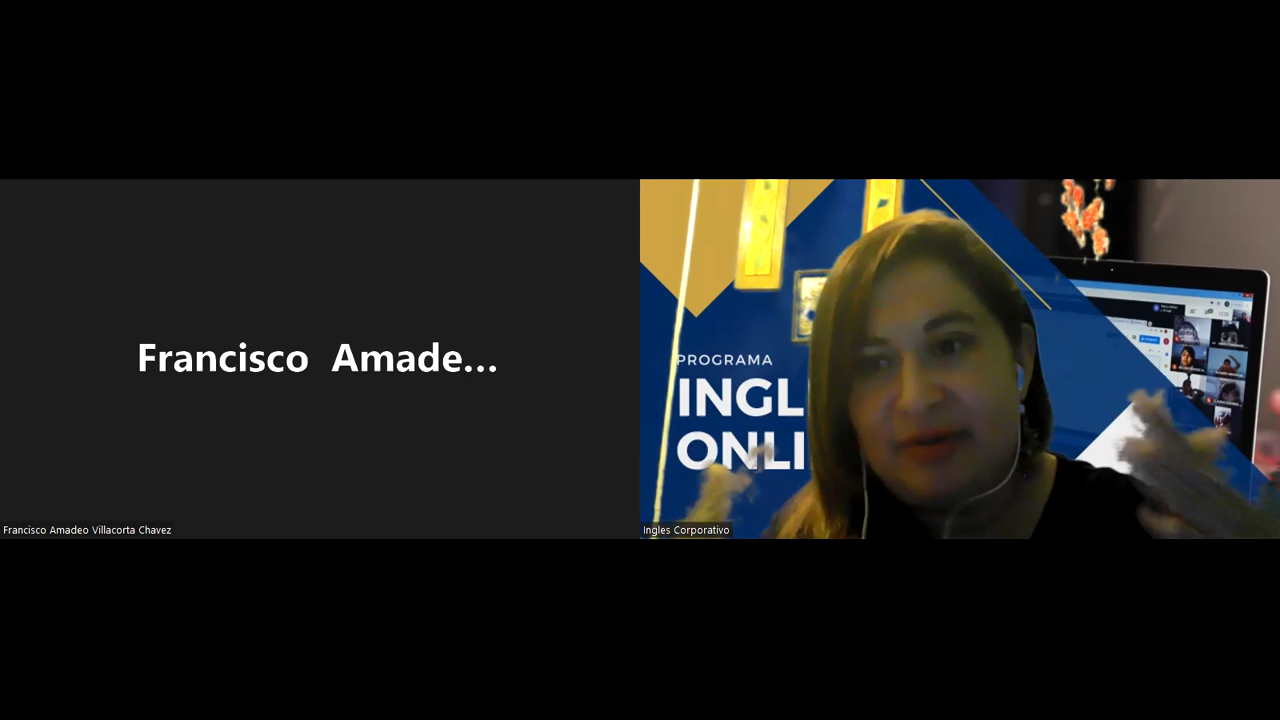 Francisco Amade...
Francisco Amadeo Villacorta Chavez
PROGRAMA
INGL
ONLI
Ingles Corporativo